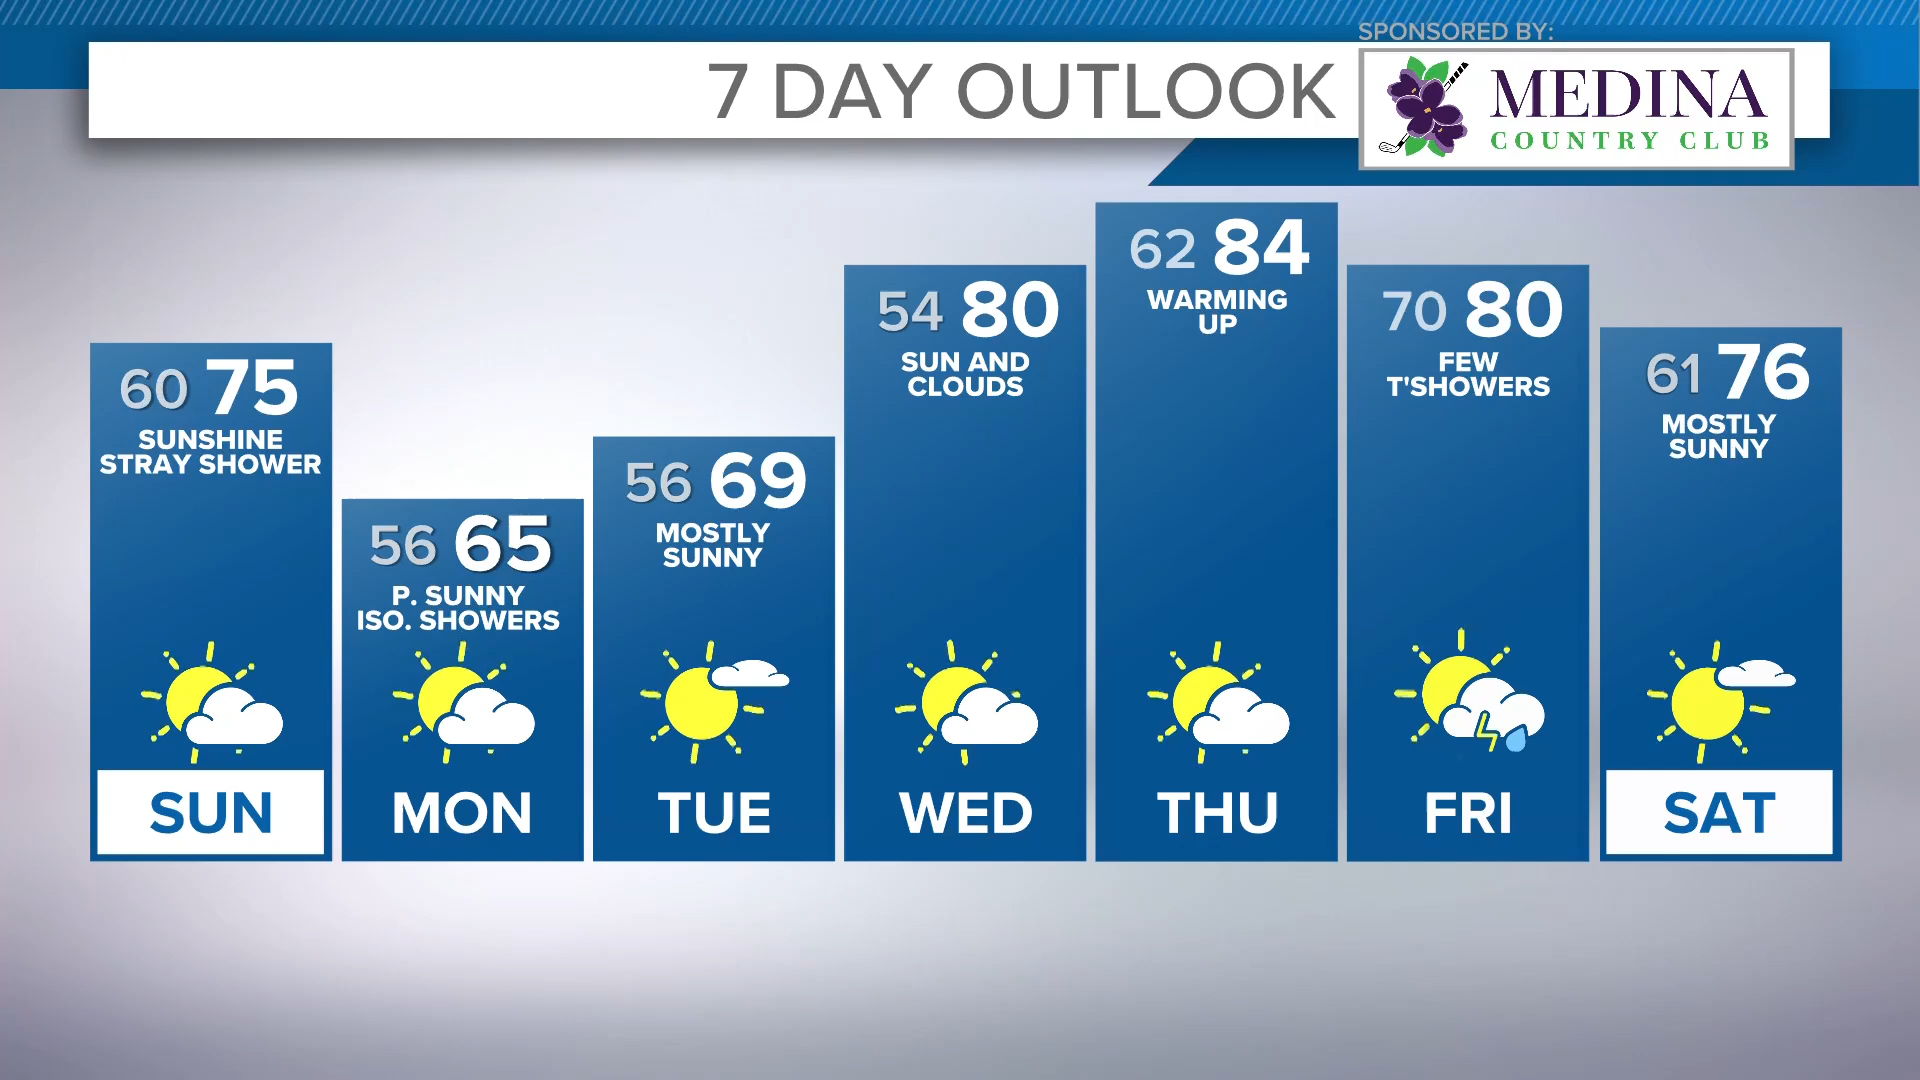 SPONSORED BY:
7 DAY OUTLOOK
MEDINA
COUNTRY CLUB
60 75
SUNSHINE
STRAY SHOWER
SUN
56 65
P. SUNNY
ISO. SHOWERS
MON
56 69
MOSTLY
SUNNY
TUE
54 80
SUN AND
CLOUDS
WED
62 84
WARMING
UP
THU
70 80
FEW
T'SHOWERS
FRI
61 76
MOSTLY
SUNNY
SAT